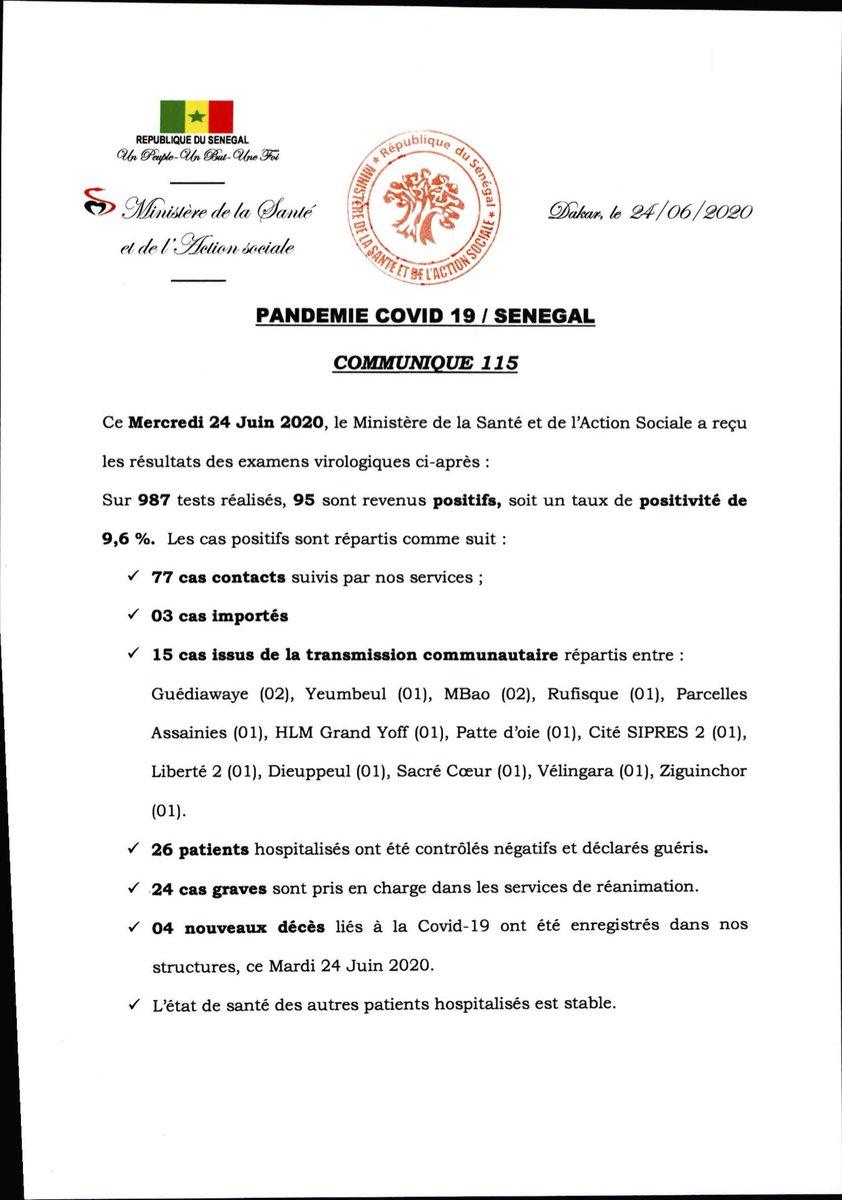 REPUBLIQUE DU SENEGAL
Un Peuple-Un But-Une Foi
Ministère de la Santé
et de l'Action sociale
* République du Sénégal *
MINISTÈRE DE LA SANTE ET DE L'ACTION SOCIALE
Dakar, le 24/06/2020
PANDEMIE COVID 19 / SENEGAL
COMMUNIQUE 115
Ce Mercredi 24 Juin 2020, le Ministère de la Santé et de l'Action Sociale a reçu
les résultats des examens virologiques ci-après :
Sur 987 tests réalisés, 95 sont revenus positifs, soit un taux de positivité de
9,6 %. Les cas positifs sont répartis comme suit :
✓ 77 cas contacts suivis par nos services ;
✓ 03 cas importés
✓ 15 cas issus de la transmission communautaire répartis entre :
Guédiawaye (02), Yeumbeul (01), MBao (02), Rufisque (01), Parcelles
Assainies (01), HLM Grand Yoff (01), Patte d'oie (01), Cité SIPRES 2 (01),
Liberté 2 (01), Dieuppeul (01), Sacré Cœur (01), Vélingara (01), Ziguinchor
(01).
✓ 26 patients hospitalisés ont été contrôlés négatifs et déclarés guéris.
✓ 24 cas graves sont pris en charge dans les services de réanimation.
✓ 04 nouveaux décès liés à la Covid-19 ont été enregistrés dans nos
structures, ce Mardi 24 Juin 2020.
✓ L'état de santé des autres patients hospitalisés est stable.